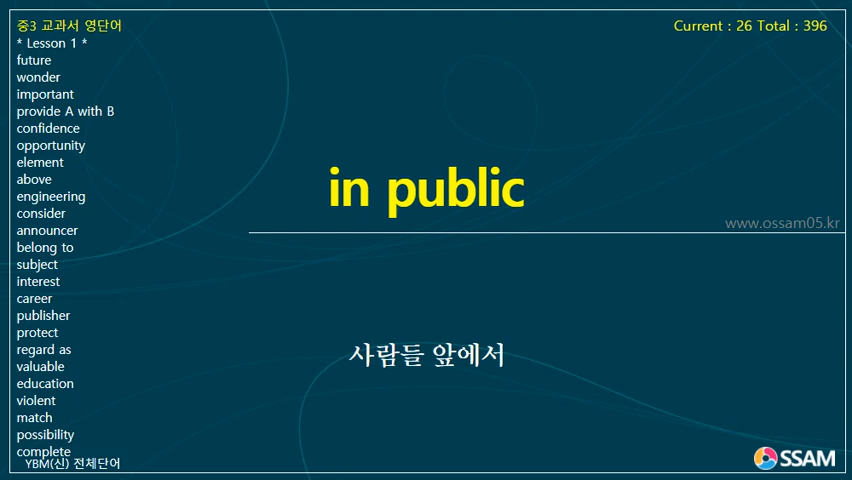 중3 교과서 영단어
Current : 26 Total : 396
* Lesson 1 *
future
wonder
important
provide A with B
confidence
opportunity
element
above
engineering
consider
announcer
belong to
subject
interest
career
publisher
protect
regard as
valuable
education
violent
match
possibility
complete
YBM(신) 전체단어
in public
www.ossam05.kr
사람들 앞에서
SSAM